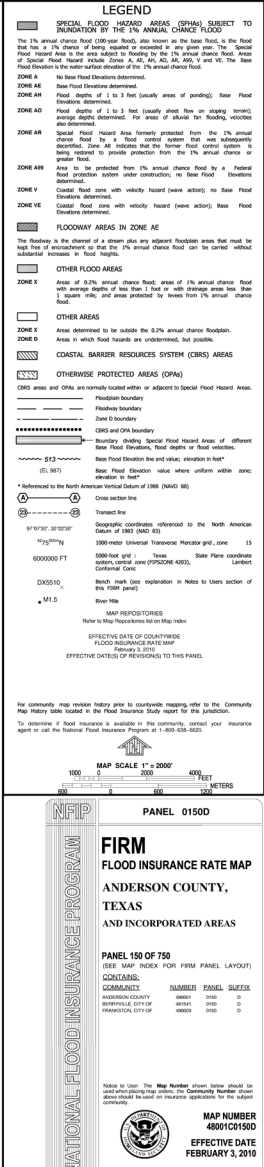 LEGEND
SPECIAL FLOOD HAZARD AREAS (SFHAs) SUBJECT TO
INUNDATION BY THE 1% ANNUAL CHANCE FLOOD
The 1% annual chance flood (100-year flood), also known as the base flood, is the flood
that has a 1% chance of being equaled or exceeded in any given year. The Special
Flood Hazard Area is the area subject to flooding by the 1% annual chance flood. Areas
of Special Flood Hazard include Zones A, AE, AH, AO, AR, A99, V and VE. The Base
Flood Elevation is the water-surface elevation of the 1% annual chance flood.
ZONE A No Base Flood Elevations determined.
ZONE AE Base Flood Elevations determined.
ZONE AH Flood depths of 1 to 3 feet (usually areas of ponding); Base Flood
Elevations determined.
ZONE AO Flood depths of 1 to 3 feet (usually sheet flow on sloping terrain);
average depths determined. For areas of alluvial fan flooding, velocities
also determined.
ZONE AR Special Flood Hazard Area formerly protected from the 1% annual
chance flood by a flood control system that was subsequently
decertified. Zone AR indicates that the former flood control system is
being restored to provide protection from the 1% annual chance or
greater flood.
ZONE A99 Area to be protected from 1% annual chance flood by a Federal
flood protection system under construction; no Base Flood Elevations
determined.
ZONE V Coastal flood zone with velocity hazard (wave action); no Base Flood
Elevations determined.
ZONE VE Coastal flood zone with velocity hazard (wave action); Base Flood
Elevations determined.
FLOODWAY AREAS IN ZONE AE
The floodway is the channel of a stream plus any adjacent floodplain areas that must be
kept free of encroachment so that the 1% annual chance flood can be carried without
substantial increases in flood heights.
OTHER FLOOD AREAS
ZONE X Areas of 0.2% annual chance flood; areas of 1% annual chance flood
with average depths of less than 1 foot or with drainage areas less than
1 square mile; and areas protected by levees from 1% annual chance
flood.
OTHER AREAS
ZONE X Areas determined to be outside the 0.2% annual chance floodplain.
ZONE D Areas in which flood hazards are undetermined, but possible.
COASTAL BARRIER RESOURCES SYSTEM (CBRS) AREAS
OTHERWISE PROTECTED AREAS (OPAs)
CBRS areas and OPAs are normally located within or adjacent to Special Flood Hazard Areas.
Floodplain boundary
Floodway boundary
Zone D boundary
CBRS and OPA boundary
Boundary dividing Special Flood Hazard Areas of different
Base Flood Elevations, flood depths or flood velocities.
513 Base Flood Elevation line and value; elevation in feet*
(EL 987) Base Flood Elevation value where uniform within zone;
elevation in feet*
* Referenced to the North American Vertical Datum of 1988 (NAVD 88)
A A Cross section line
23 23 Transect line
97°07'30", 32°22'30" Geographic coordinates referenced to the North American
Datum of 1983 (NAD 83)
4275000mN 1000-meter Universal Transverse Mercator grid, zone 15
6000000 FT 5000-foot grid : Texas State Plane coordinate
system, central zone (FIPSZONE 4203), Lambert
Conformal Conic
DX5510 Bench mark (see explanation in Notes to Users section of
this FIRM panel)
M1.5 River Mile
MAP REPOSITORIES
Refer to Map Repositories list on Map Index
EFFECTIVE DATE OF COUNTYWIDE
FLOOD INSURANCE RATE MAP
February 3, 2010
EFFECTIVE DATE(S) OF REVISION(S) TO THIS PANEL
For community map revision history prior to countywide mapping, refer to the Community
Map History table located in the Flood Insurance Study report for this jurisdiction.
To determine if flood insurance is available in this community, contact your insurance
agent or call the National Flood Insurance Program at 1-800-638-6620.
MAP SCALE 1" = 2000'
1000 0 2000 4000
FEET
METERS
600 0 600 1200
NFIP
NATIONAL FLOOD INSURANCE PROGRAM
PANEL 0150D
FIRM
FLOOD INSURANCE RATE MAP
ANDERSON COUNTY,
TEXAS
AND INCORPORATED AREAS
PANEL 150 OF 750
(SEE MAP INDEX FOR FIRM PANEL LAYOUT)
CONTAINS:
COMMUNITY NUMBER PANEL SUFFIX
ANDERSON COUNTY 480001 0150 D
BERRYVILLE, CITY OF 481541 0150 D
FRANKSTON, CITY OF 480003 0150 D
Notice to User: The Map Number shown below should be
used when placing map orders; the Community Number shown
above should be used on insurance applications for the subject
community.
MAP NUMBER
48001C0150D
EFFECTIVE DATE
FEBRUARY 3, 2010